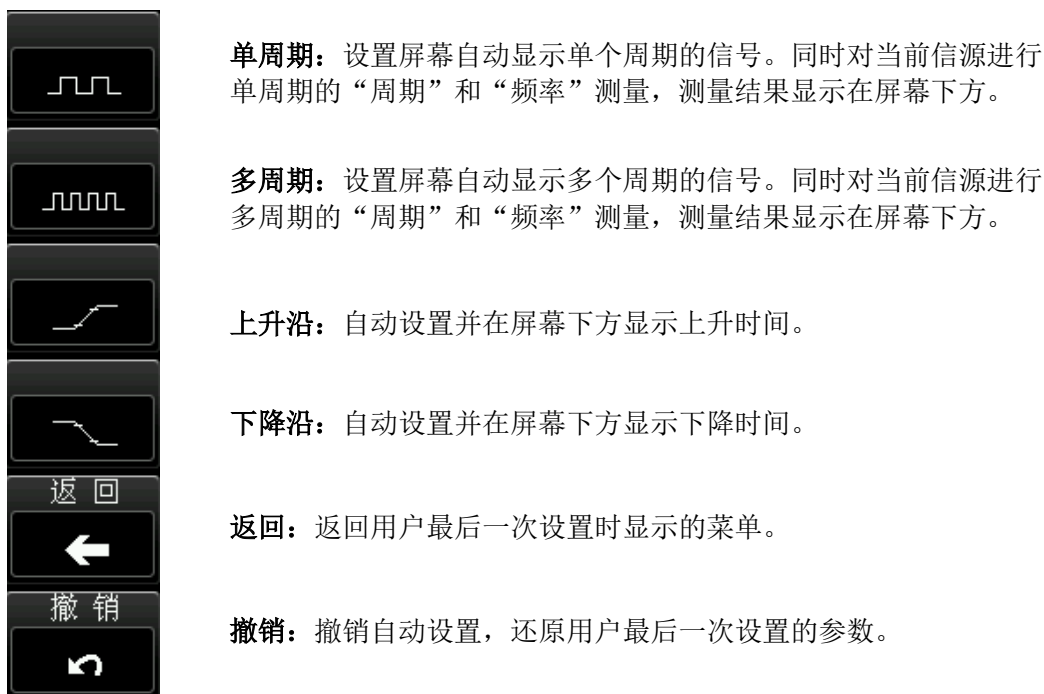 单周期：设置屏幕自动显示单个周期的信号。同时对当前信源进行
单周期的“周期”和“频率”测量，测量结果显示在屏幕下方。
多周期：设置屏幕自动显示多个周期的信号。同时对当前信源进行
多周期的“周期”和“频率”测量，测量结果显示在屏幕下方。
上升沿：自动设置并在屏幕下方显示上升时间。
下降沿：自动设置并在屏幕下方显示下降时间。
返 回
返回：返回用户最后一次设置时显示的菜单。
撤 销
撤销：撤销自动设置，还原用户最后一次设置的参数。